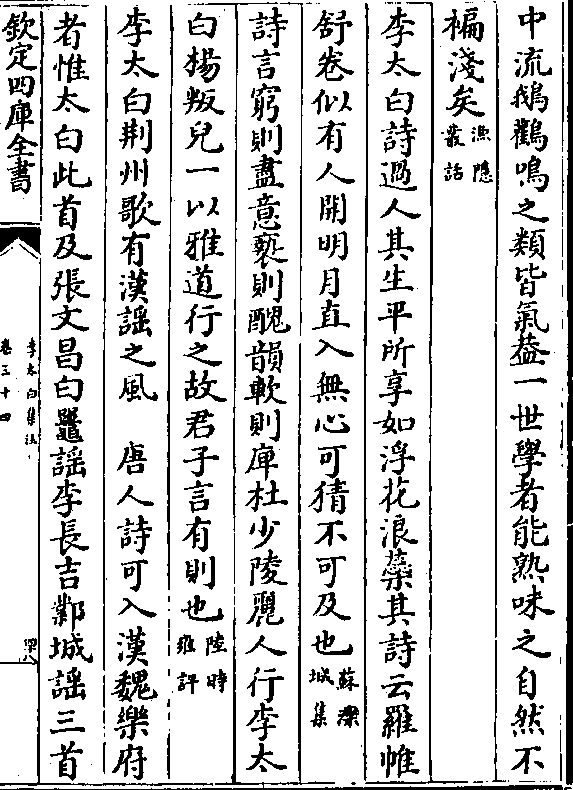 中流鵝鸛鳴之類皆氣葢一世學者能熟味之自然不
褊淺矣漁隱叢話
李太白詩過人其生平所享如浮花浪蘂其詩云羅帷
舒卷似有人開明月直入無心可猜不可及也蘇灤城集
詩言窮則盡意褻則醜韻軟則庳杜少陵麗人行李太
白楊叛兒一以雅道行之故君子言有則也陸時雍評
李太白荆州歌有漢謡之風　唐人詩可入漢魏樂府
者惟太白此首及張文昌白鼉謡李長吉鄴城謡三首
欽定四庫全書
李太白集注
卷三十四